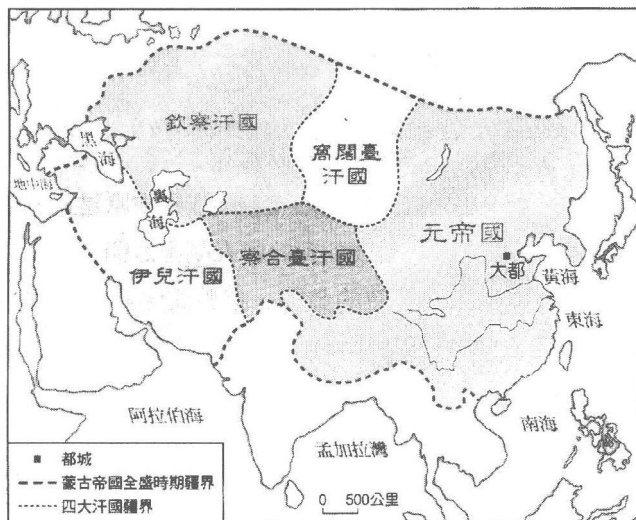 欽察汗國
窩闊臺
汗國
黑
海
地中海
裏
海
元帝國
大都
察合臺汗國
伊兒汗國
黃海
東海
阿拉伯海
南海
孟加拉灣
■ 都城
蒙古帝國全盛時期疆界
四大汗國疆界
0 500公里